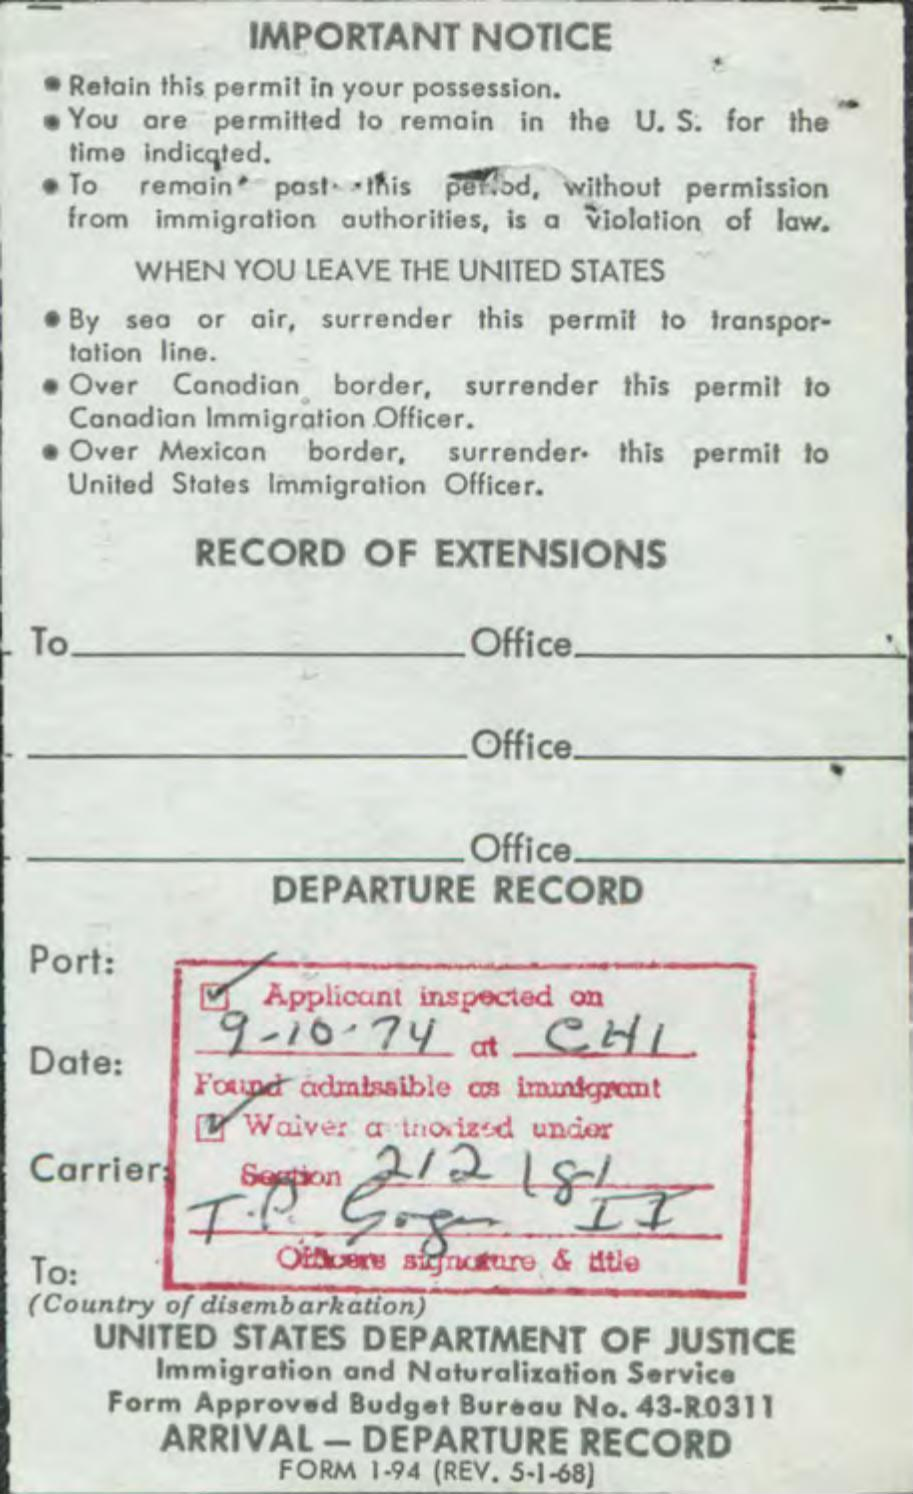 IMPORTANT NOTICE
• Retain this permit in your possession.
• You are permitted to remain in the U. S. for the
time indicated.
• To remain past this period, without permission
from immigration authorities, is a violation of law.
WHEN YOU LEAVE THE UNITED STATES
• By sea or air, surrender this permit to transpor-
tation line.
• Over Canadian border, surrender this permit to
Canadian Immigration Officer.
• Over Mexican border, surrender this permit to
United States Immigration Officer.
RECORD OF EXTENSIONS
To Office
Office
Office
DEPARTURE RECORD
Port:
Applicant inspected on
9-10-74 at CHI
Date:
Found admissible as immigrant
Waiver a thorized under
Carrier:
Section 212
T.P. II
Officers signature & title
To:
(Country of disembarkation)
UNITED STATES DEPARTMENT OF JUSTICE
Immigration and Naturalization Service
Form Approved Budget Bureau No. 43-R0311
ARRIVAL — DEPARTURE RECORD
FORM I-94 (REV. 5-1-68)